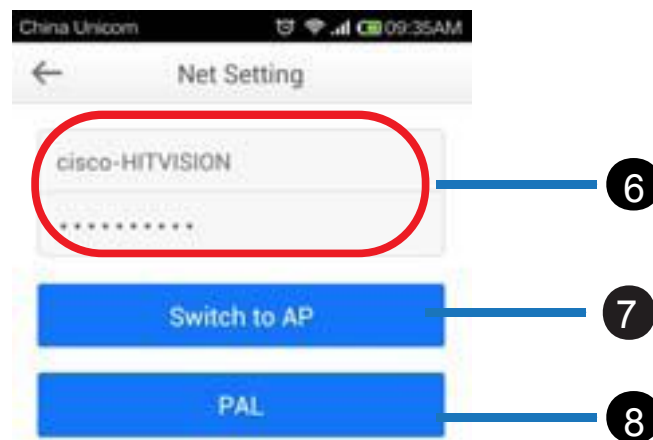 China Unicom 09:35AM
Net Setting
cisco-HITVISION
6
••••••••••
Switch to AP
7
PAL
8